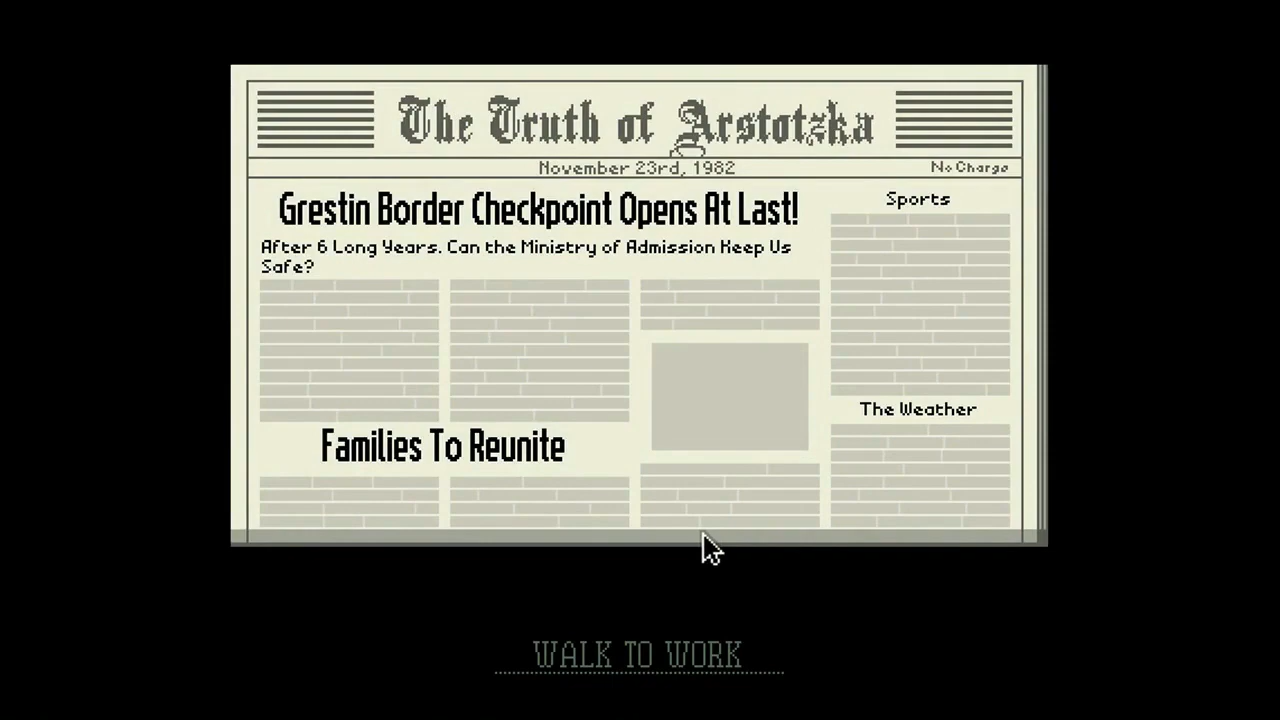 The Truth of Arstotzka
November 23rd, 1982
No Charge
Grestin Border Checkpoint Opens At Last!
After 6 Long Years. Can the Ministry of Admission Keep Us
Safe?
Families To Reunite
Sports
The Weather
WALK TO WORK